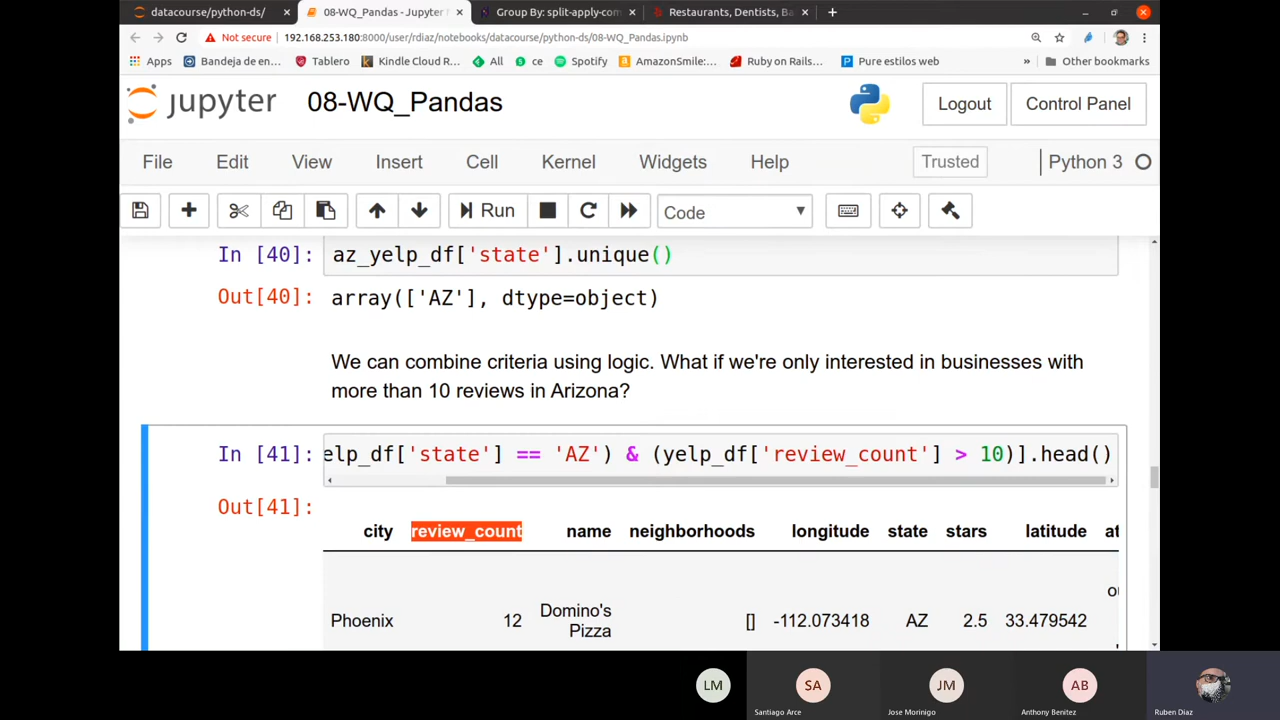 datacourse/python-ds/
08-WQ_Pandas - Jupyter
Group By: split-apply-com
Restaurants, Dentists, Ba
Not secure
192.168.253.180:8000/user/rdiaz/notebooks/datacourse/python-ds/08-WQ_Pandas.ipynb
Apps
Bandeja de en...
Tablero
Kindle Cloud R...
All
ce
Spotify
AmazonSmile:...
Ruby on Rails...
Pure estilos web
»
Other bookmarks
jupyter
08-WQ_Pandas
Logout
Control Panel
File
Edit
View
Insert
Cell
Kernel
Widgets
Help
Trusted
Python 3
Run
Code
In [40]:
az_yelp_df['state'].unique()
Out[40]:
array(['AZ'], dtype=object)
We can combine criteria using logic. What if we're only interested in businesses with
more than 10 reviews in Arizona?
In [41]:
elp_df['state'] == 'AZ') & (yelp_df['review_count'] > 10)].head()
Out[41]:
city review_count name neighborhoods longitude state stars latitude at
Phoenix 12 Domino's Pizza [] -112.073418 AZ 2.5 33.479542
LM
SA
JM
AB
Santiago Arce
Jose Morinigo
Anthony Benitez
Ruben Diaz